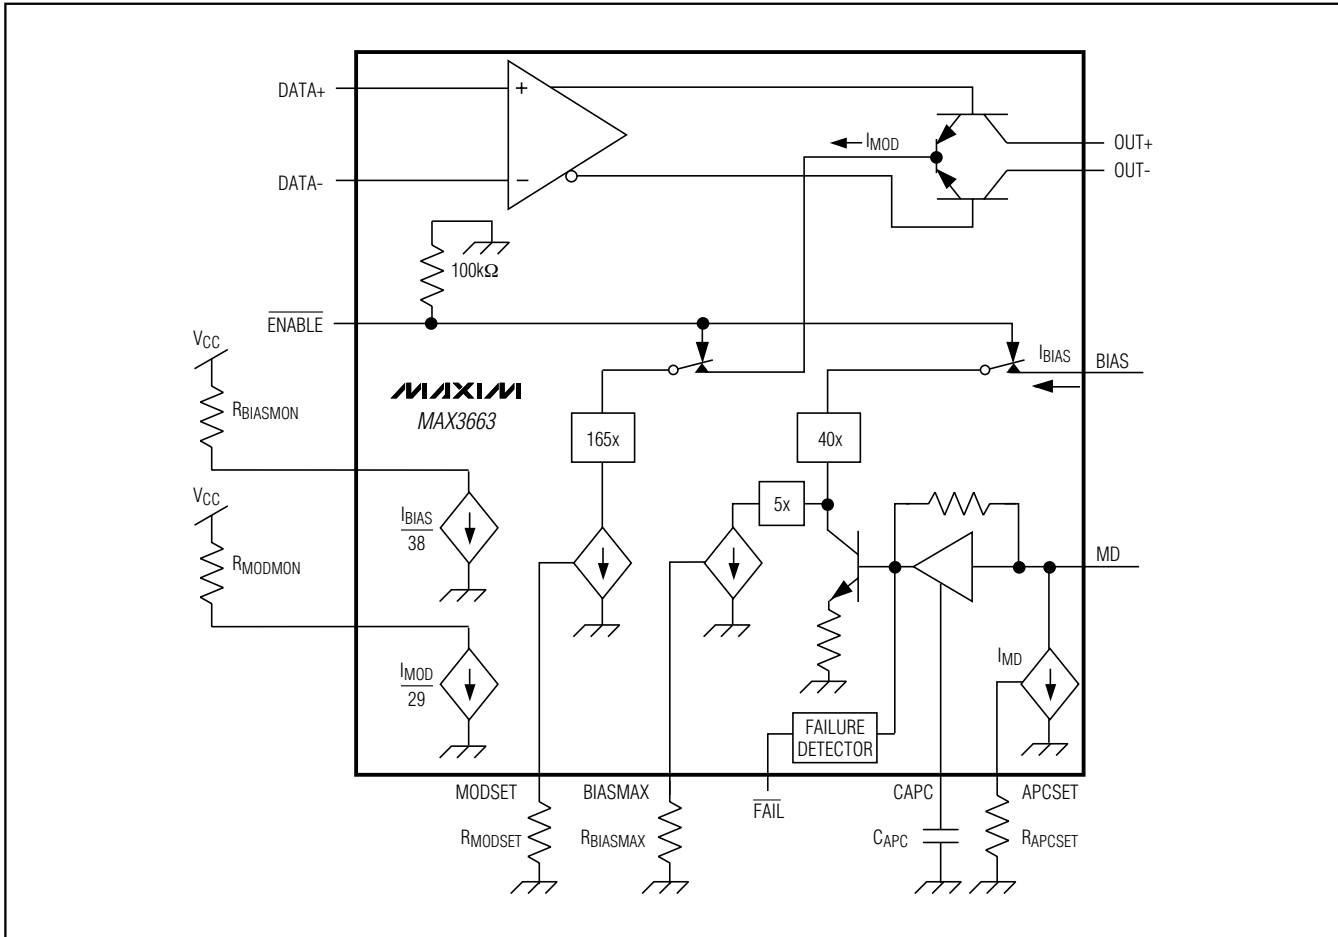 DATA+
IMOD
OUT+
OUT-
DATA-
100kΩ
ENABLE
VCC
IBIAS
BIAS
RBIASMON
MAXIM
MAX3663
165x
40x
5x
VCC
IBIAS
38
RMODMON
MD
IMOD
29
IMD
FAILURE
DETECTOR
MODSET
BIASMAX
FAIL
CAPC
APCSET
RMODSET
RBIASMAX
CAPC
RAPCSET
+
-